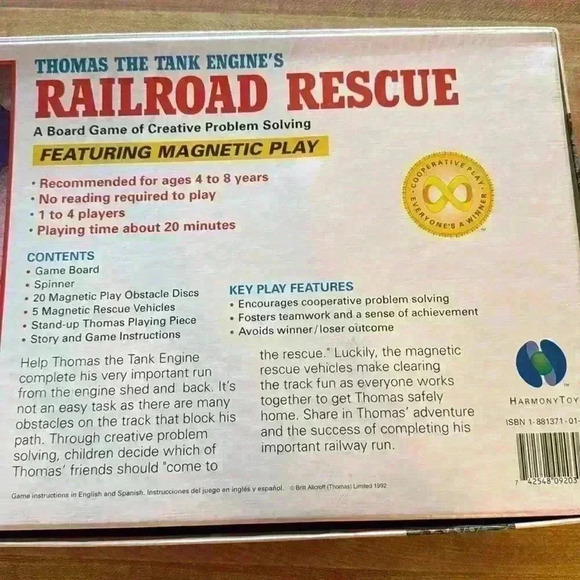 THOMAS THE TANK ENGINE'S
RAILROAD RESCUE
A Board Game of Creative Problem Solving
FEATURING MAGNETIC PLAY
• Recommended for ages 4 to 8 years
• No reading required to play
• 1 to 4 players
• Playing time about 20 minutes
COOPERATIVE PLAY
EVERYONE'S A WINNER
CONTENTS
• Game Board
• Spinner
• 20 Magnetic Play Obstacle Discs
• 5 Magnetic Rescue Vehicles
• Stand-up Thomas Playing Piece
• Story and Game Instructions
KEY PLAY FEATURES
• Encourages cooperative problem solving
• Fosters teamwork and a sense of achievement
• Avoids winner/loser outcome
Help Thomas the Tank Engine
complete his very important run
from the engine shed and back. It's
not an easy task as there are many
obstacles on the track that block his
path. Through creative problem
solving, children decide which of
Thomas' friends should "come to
the rescue." Luckily, the magnetic
rescue vehicles make clearing
the track fun as everyone works
together to get Thomas safely
home. Share in Thomas' adventure
and the success of completing his
important railway run.
HARMONYTOY
ISBN 1-881371-01-
7 42548 09203
Game instructions in English and Spanish. Instrucciones del juego en inglés y español. © Britt Allcroft (Thomas) Limited 1992